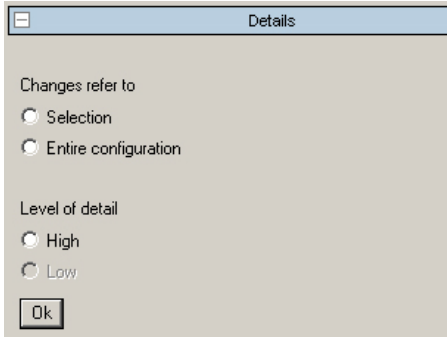 Details
Changes refer to
Selection
Entire configuration
Level of detail
High
Low
Ok